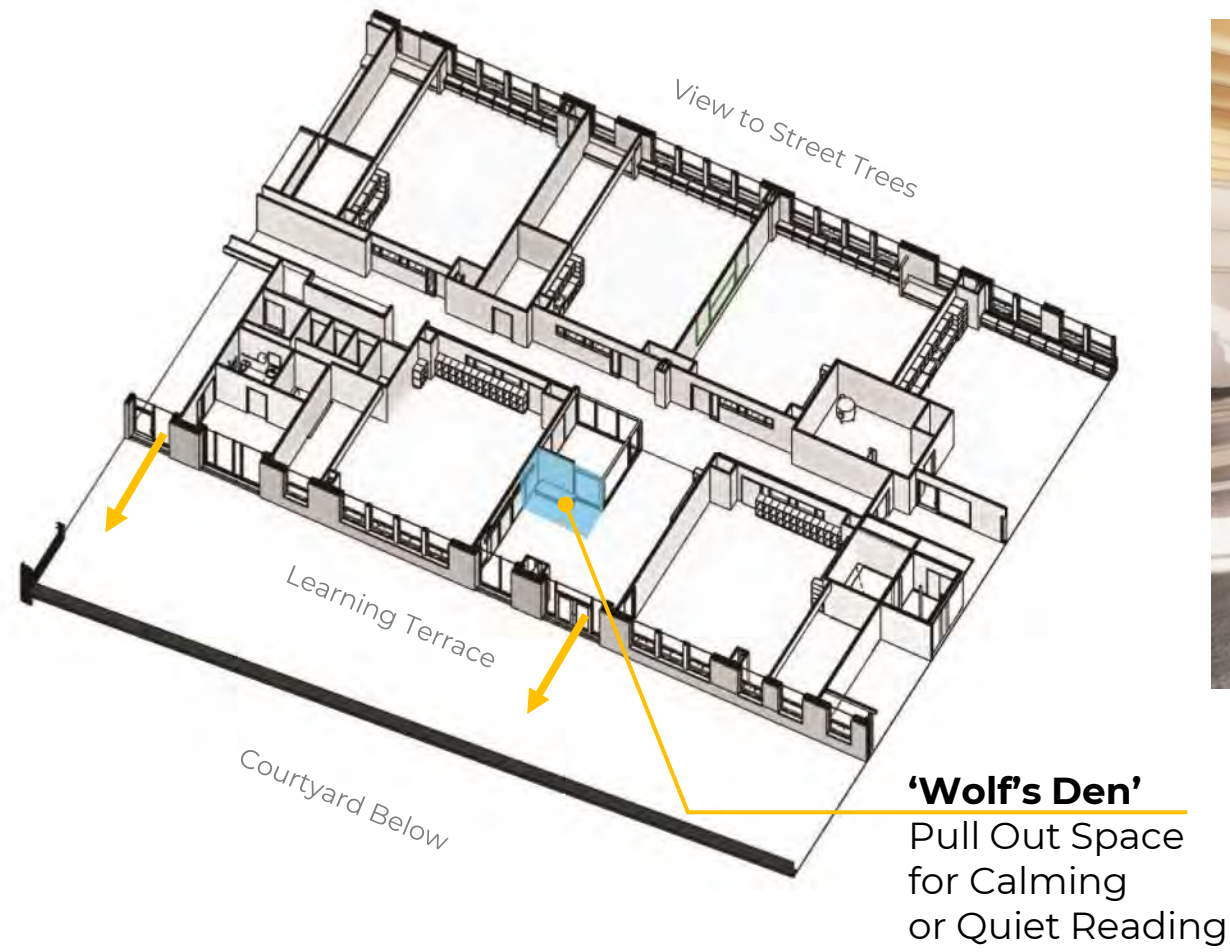 View to Street Trees
Learning Terrace
Courtyard Below
‘Wolf’s Den’
Pull Out Space
for Calming
or Quiet Reading